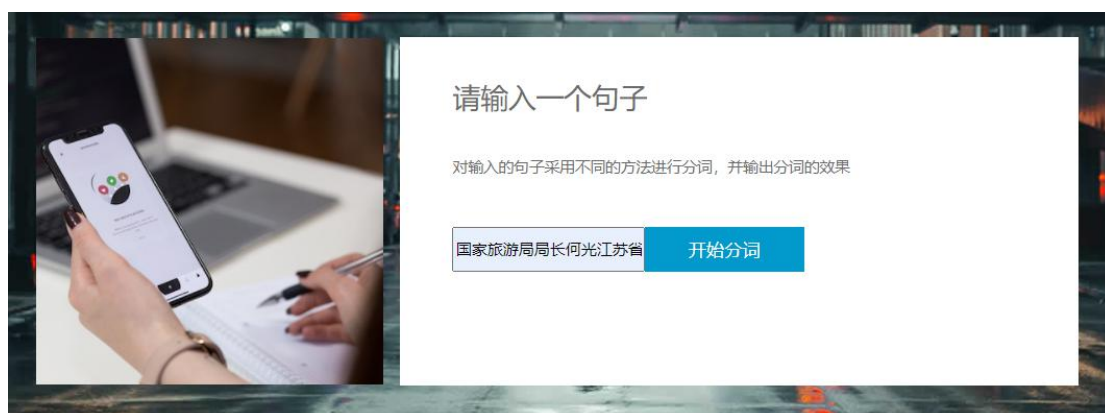 请输入一个句子
对输入的句子采用不同的方法进行分词，并输出分词的效果
国家旅游局局长何光江苏省
开始分词